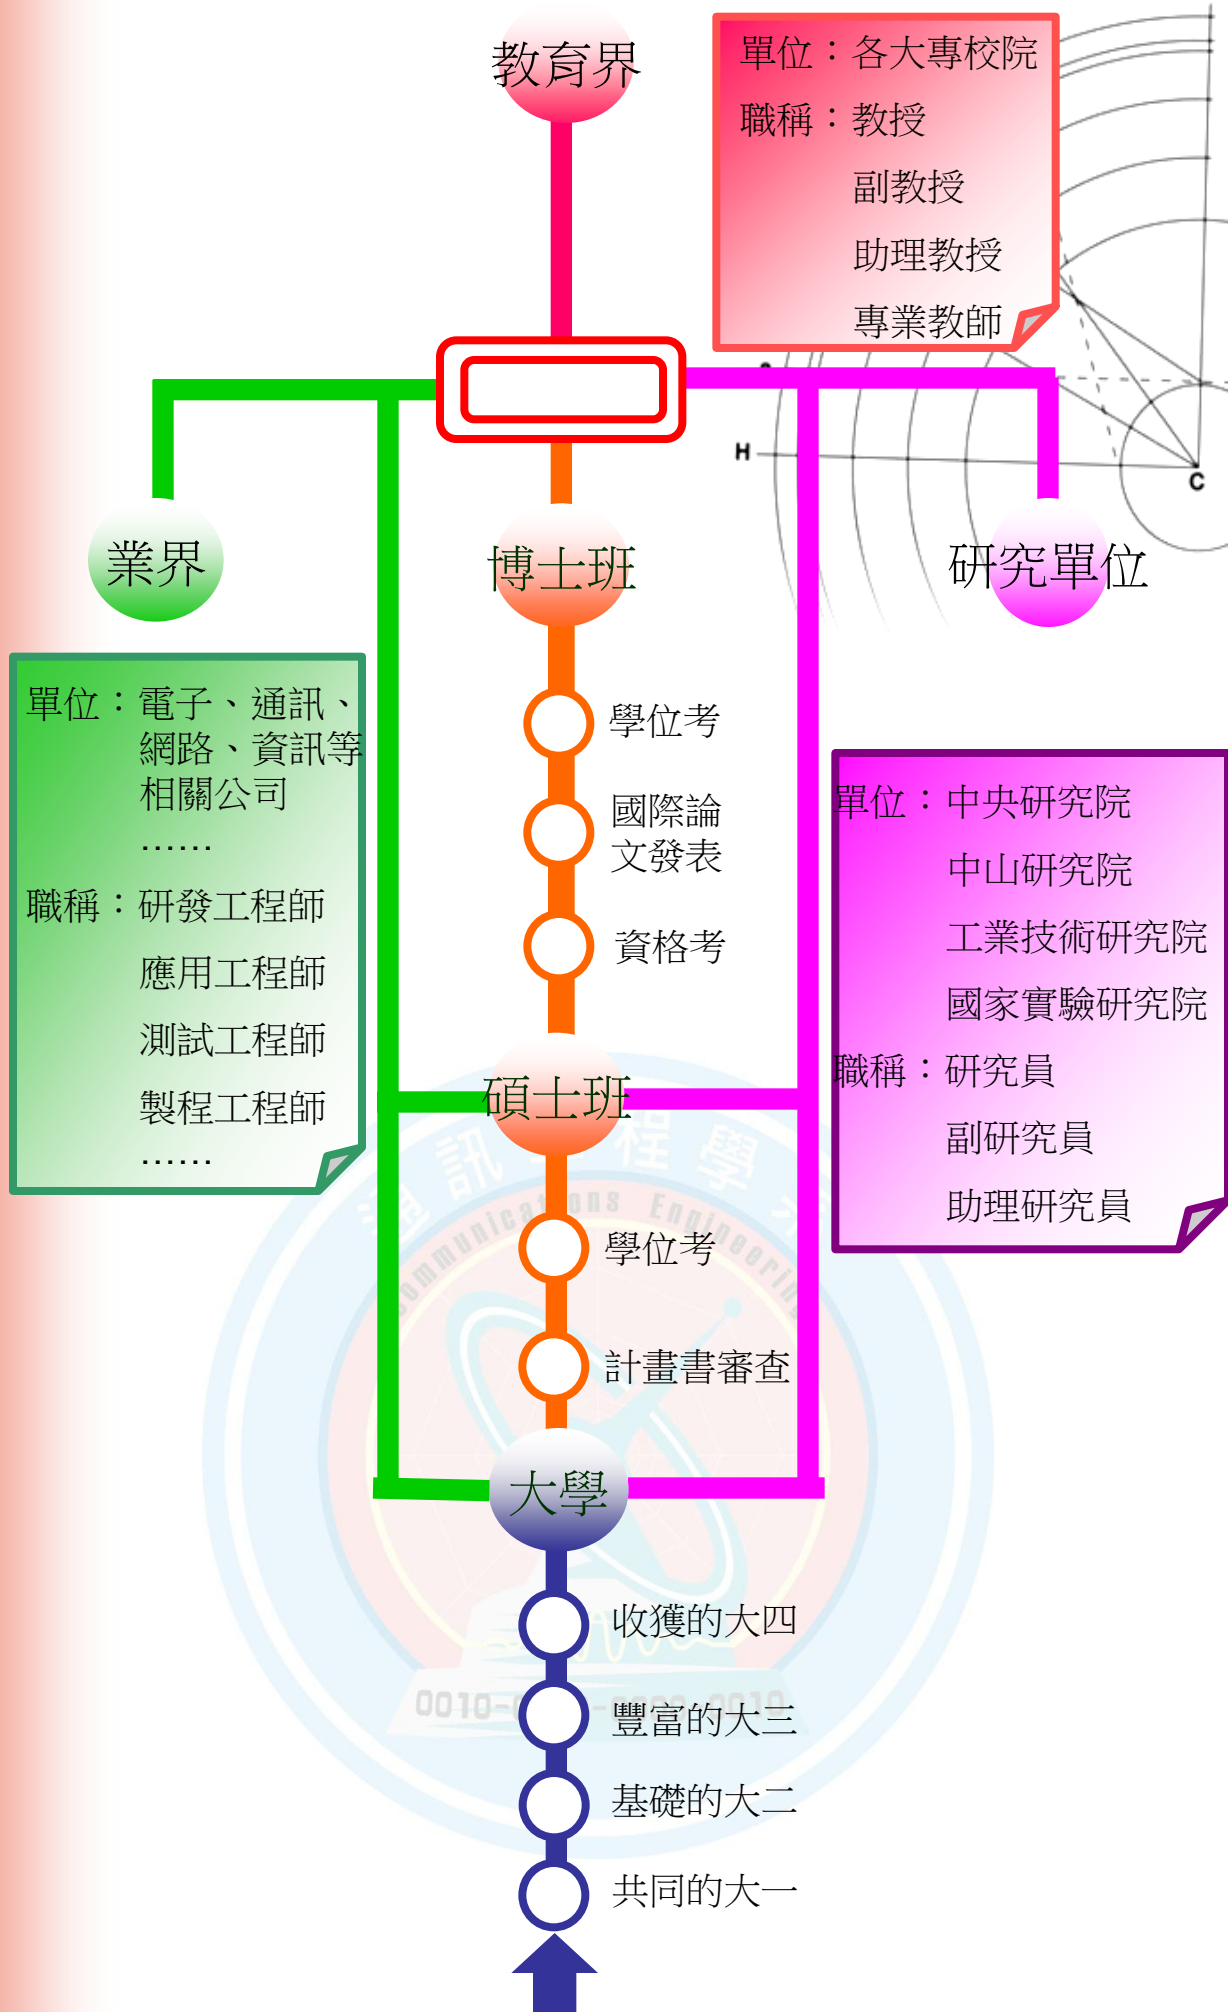 教育界
單位：各大專校院
職稱：教授
副教授
助理教授
專業教師
H
C
業界
博士班
研究單位
單位：電子、通訊、
網路、資訊等
相關公司
……
職稱：研發工程師
應用工程師
測試工程師
製程工程師
……
學位考
國際論
文發表
資格考
單位：中央研究院
中山研究院
工業技術研究院
國家實驗研究院
職稱：研究員
副研究員
助理研究員
碩士班
訊 程學
Communications Engineering
學位考
計畫書審查
大學
收獲的大四
豐富的大三
基礎的大二
共同的大一